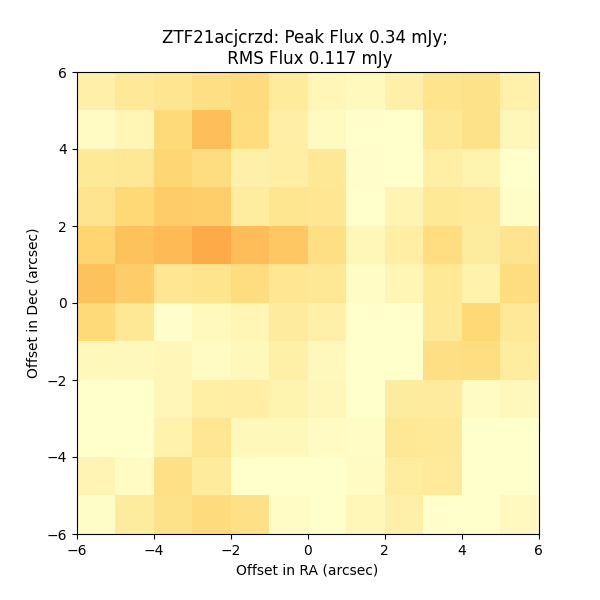 ZTF21acjcrzd: Peak Flux 0.34 mJy;
RMS Flux 0.117 mJy
6
4
2
0
−2
−4
−6
Offset in Dec (arcsec)
−6 −4 −2 0 2 4 6
Offset in RA (arcsec)